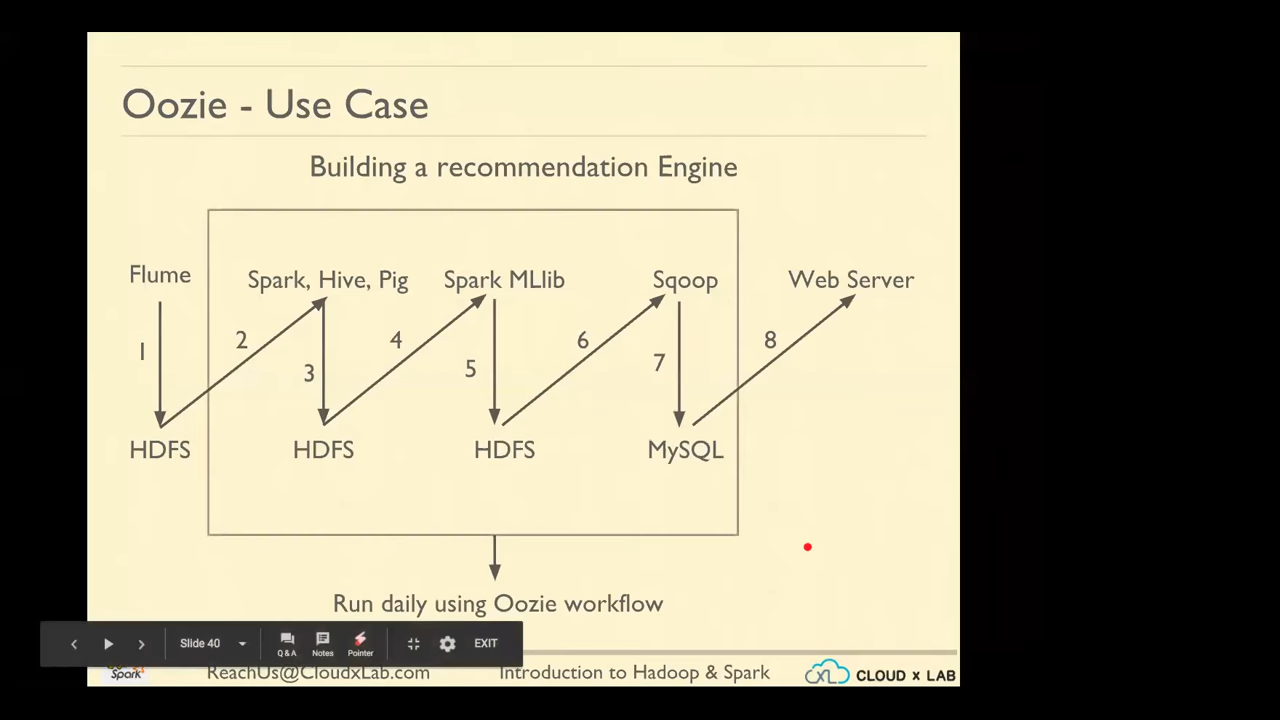 Oozie - Use Case
Building a recommendation Engine
Flume
Spark, Hive, Pig
Spark MLlib
Sqoop
Web Server
1
2
3
4
5
6
7
8
HDFS
HDFS
HDFS
MySQL
Run daily using Oozie workflow
Slide 40
Q & A
Notes
Pointer
EXIT
Spark
ReachUs@CloudxLab.com
Introduction to Hadoop & Spark
XL
CLOUD x LAB